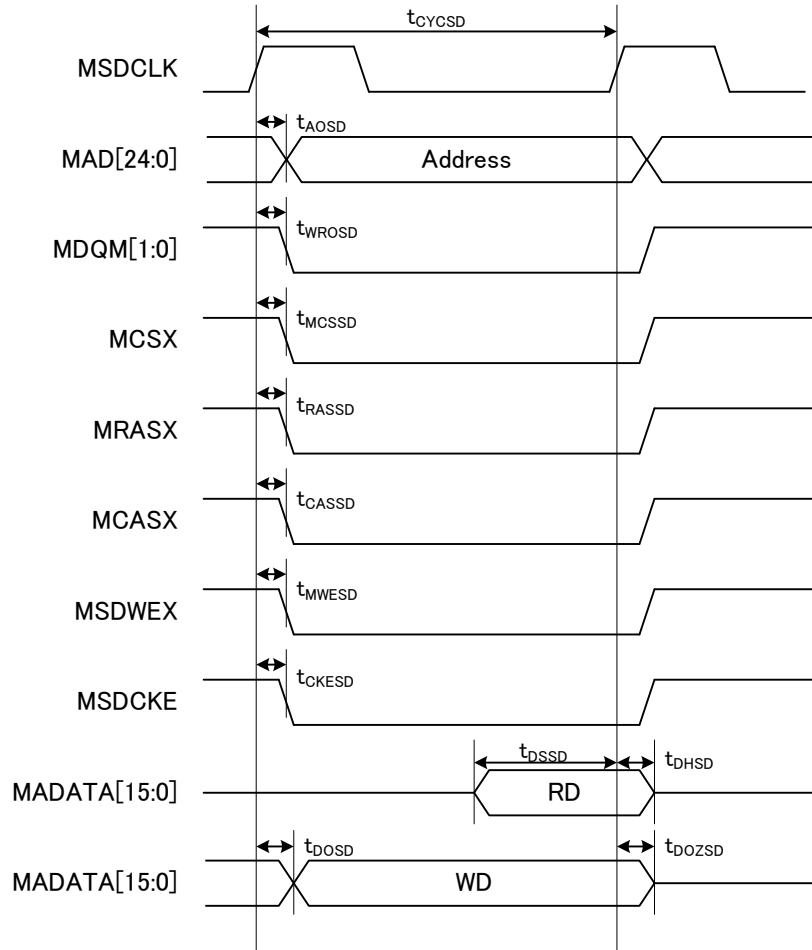 tCYCSD
MSDCLK
tAOSD
MAD[24:0]
Address
tWROSD
MDQM[1:0]
tMCSSD
MCSX
tRASSD
MRASX
tCASSD
MCASX
tMWESD
MSDWEX
tCKESD
MSDCKE
tDSSD
tDHSD
MADATA[15:0]
RD
tDOSD
tDOZSD
MADATA[15:0]
WD